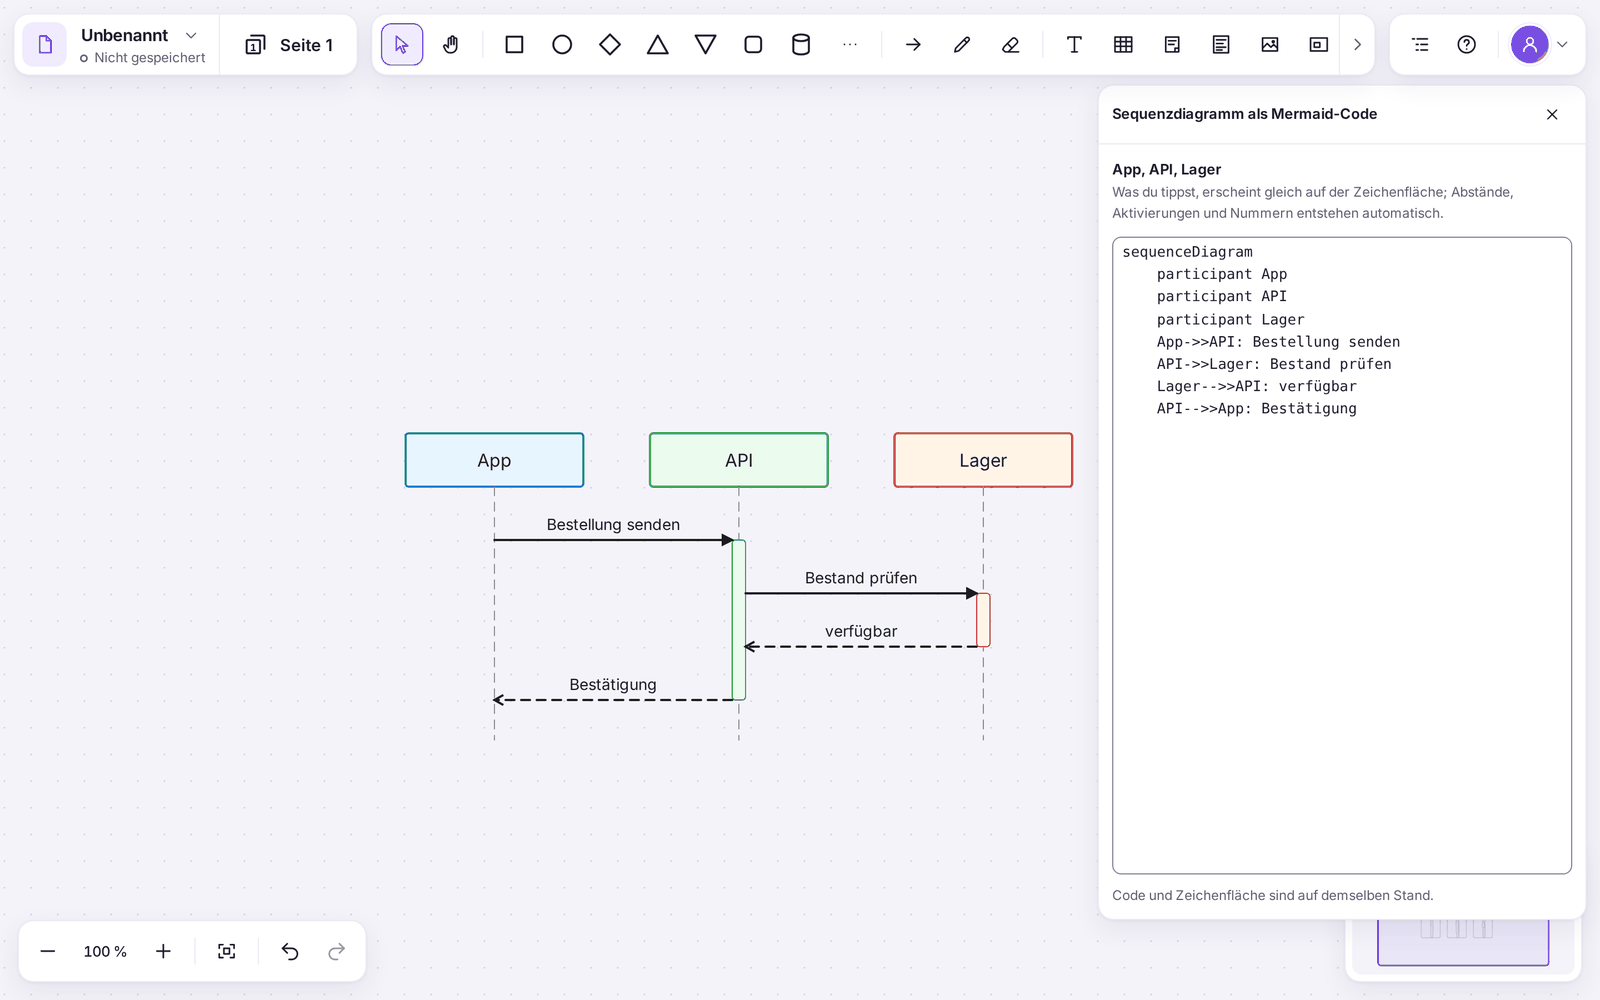 Unbenannt
Nicht gespeichert
Seite 1
Sequenzdiagramm als Mermaid-Code
App, API, Lager
Was du tippst, erscheint gleich auf der Zeichenfläche; Abstände,
Aktivierungen und Nummern entstehen automatisch.
sequenceDiagram
participant App
participant API
participant Lager
App->>API: Bestellung senden
API->>Lager: Bestand prüfen
Lager-->>API: verfügbar
API-->>App: Bestätigung
Code und Zeichenfläche sind auf demselben Stand.
App
API
Lager
Bestellung senden
Bestand prüfen
verfügbar
Bestätigung
100 %